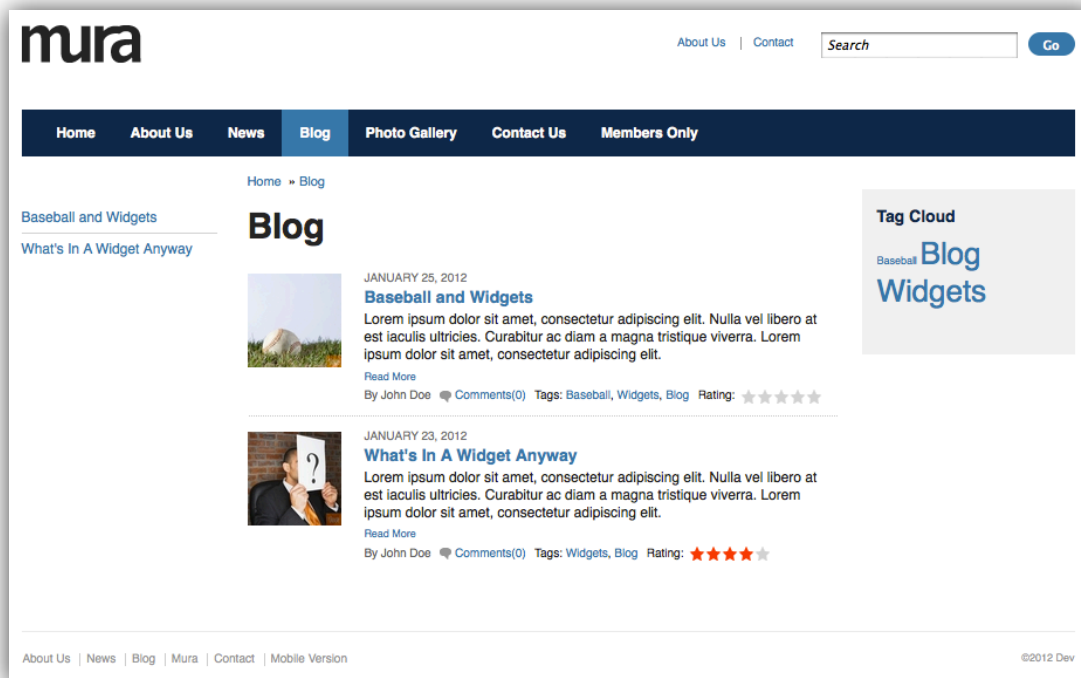 mura
About Us | Contact
Search
Go
Home About Us News Blog Photo Gallery Contact Us Members Only
Home » Blog
Baseball and Widgets
What's In A Widget Anyway
Blog
JANUARY 25, 2012
Baseball and Widgets
Lorem ipsum dolor sit amet, consectetur adipiscing elit. Nulla vel libero at
est iaculis ultricies. Curabitur ac diam a magna tristique viverra. Lorem
ipsum dolor sit amet, consectetur adipiscing elit.
Read More
By John Doe Comments(0) Tags: Baseball, Widgets, Blog Rating:
JANUARY 23, 2012
What's In A Widget Anyway
?
Lorem ipsum dolor sit amet, consectetur adipiscing elit. Nulla vel libero at
est iaculis ultricies. Curabitur ac diam a magna tristique viverra. Lorem
ipsum dolor sit amet, consectetur adipiscing elit.
Read More
By John Doe Comments(0) Tags: Widgets, Blog Rating:
Tag Cloud
Baseball Blog
Widgets
About Us | News | Blog | Mura | Contact | Mobile Version
©2012 Dev